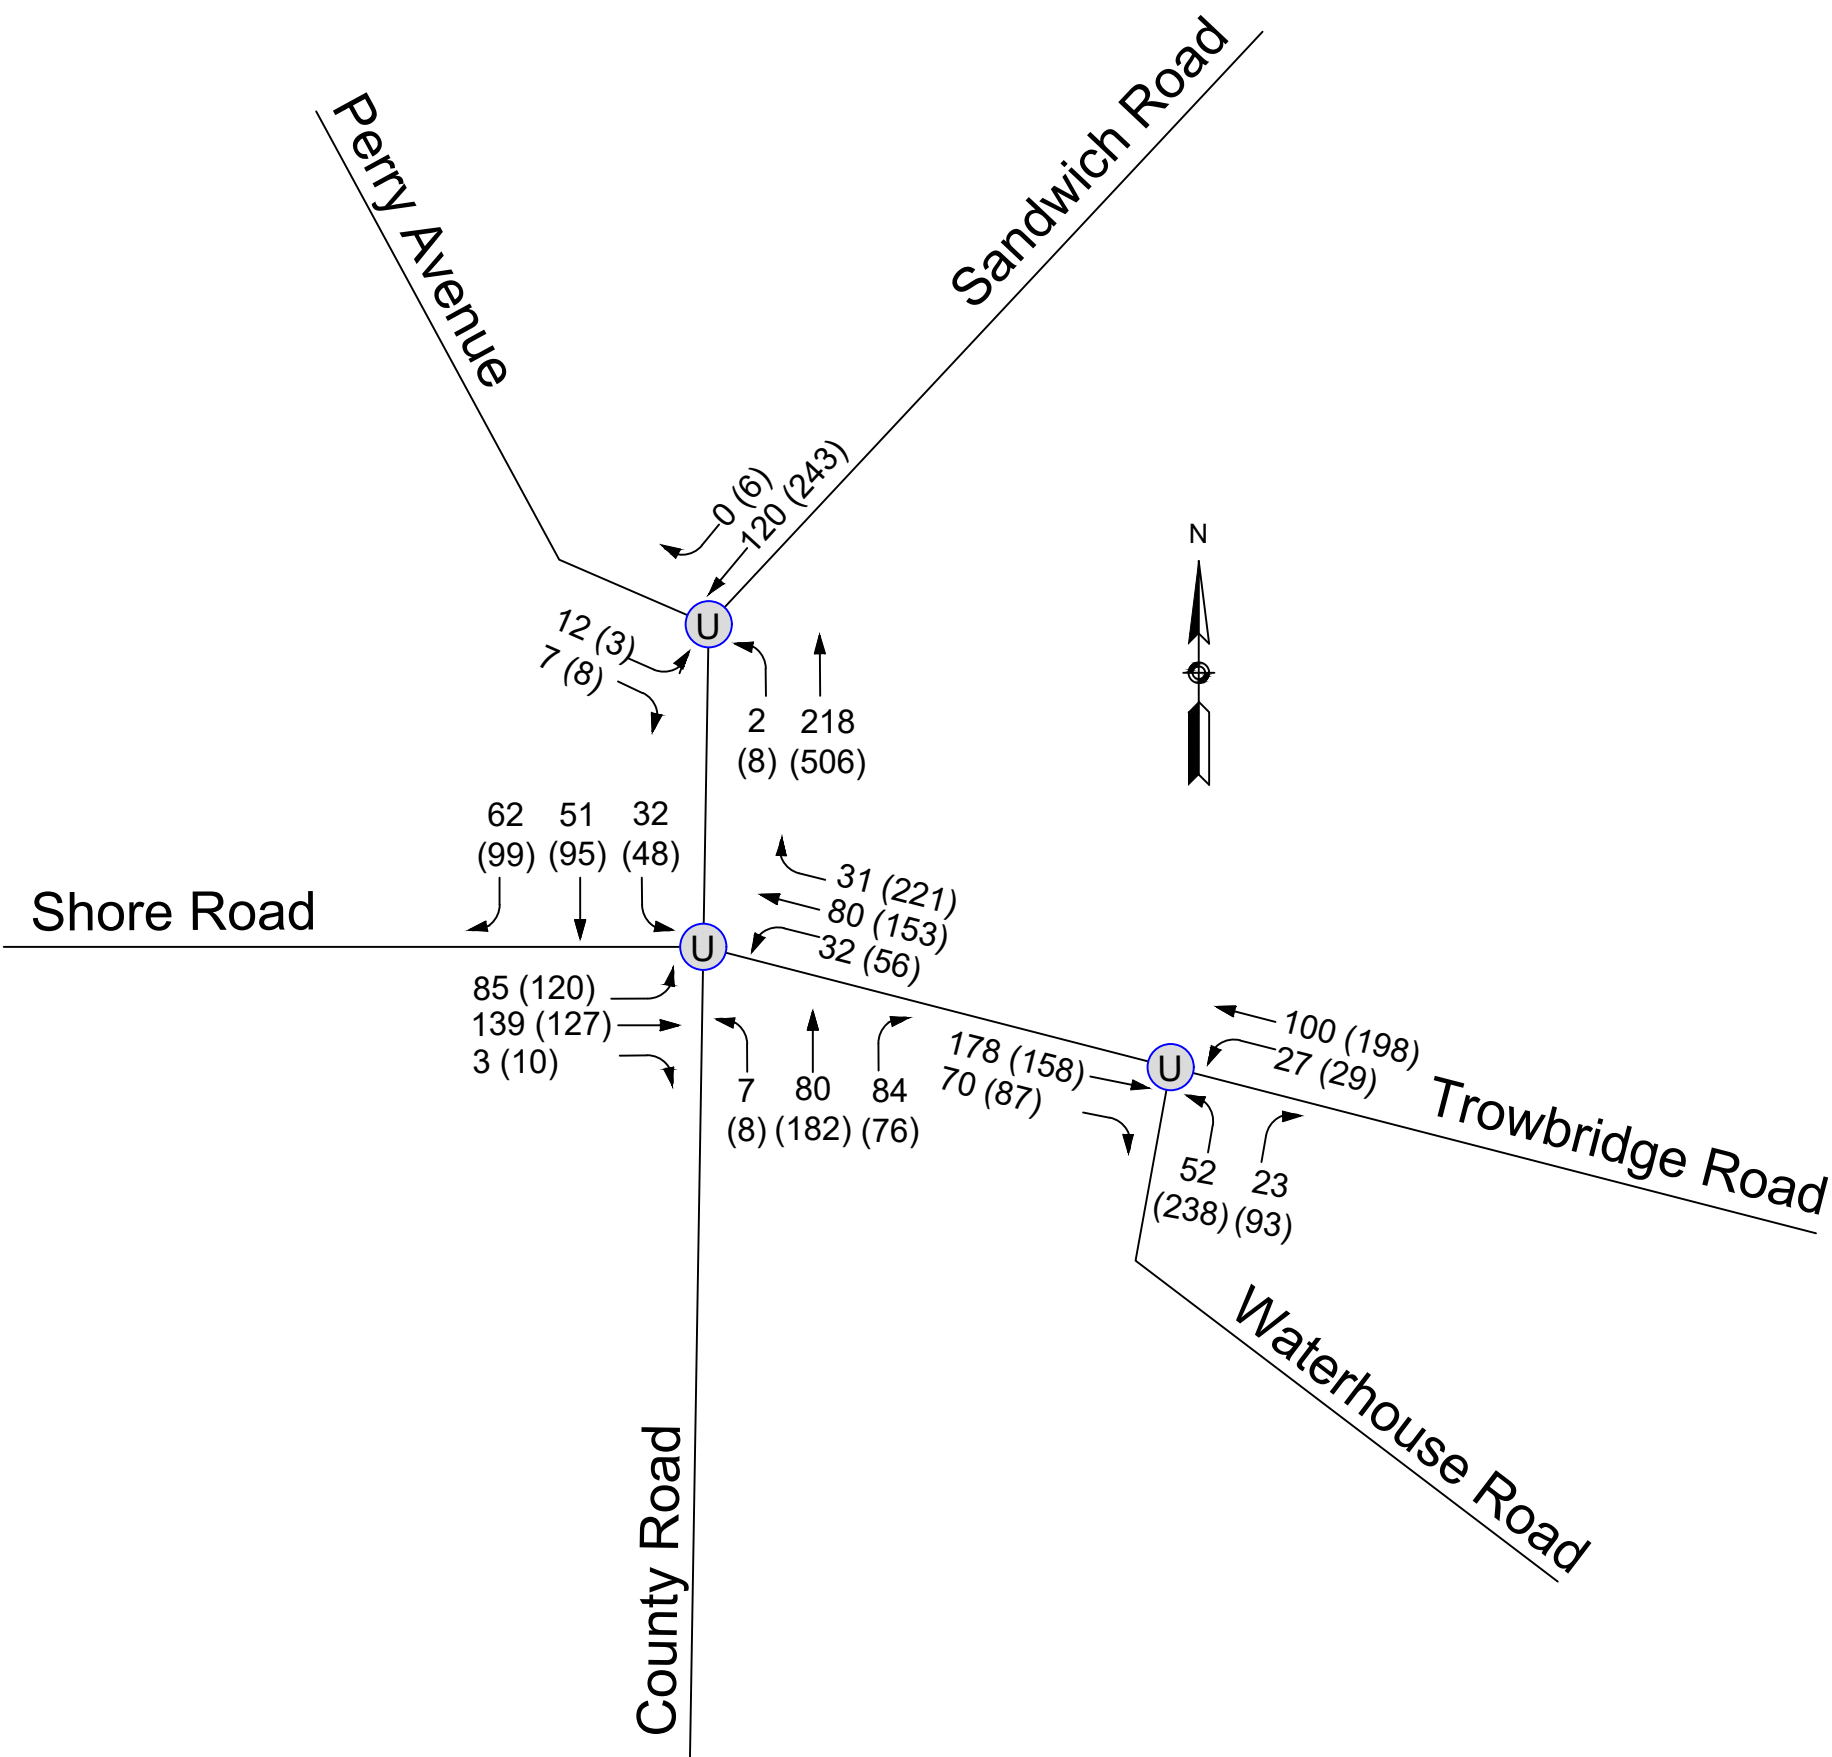 Sandwich Road
Perry Avenue
0 (6)
120 (243)
N
U
12 (3)
7 (8)
2 218
(8) (506)
62 51 32
(99) (95) (48)
31 (221)
80 (153)
32 (56)
Shore Road
U
85 (120)
139 (127)
3 (10)
7 80 84
(8) (182) (76)
178 (158)
70 (87)
U
100 (198)
27 (29)
Trowbridge Road
52 23
(238) (93)
Waterhouse Road
County Road